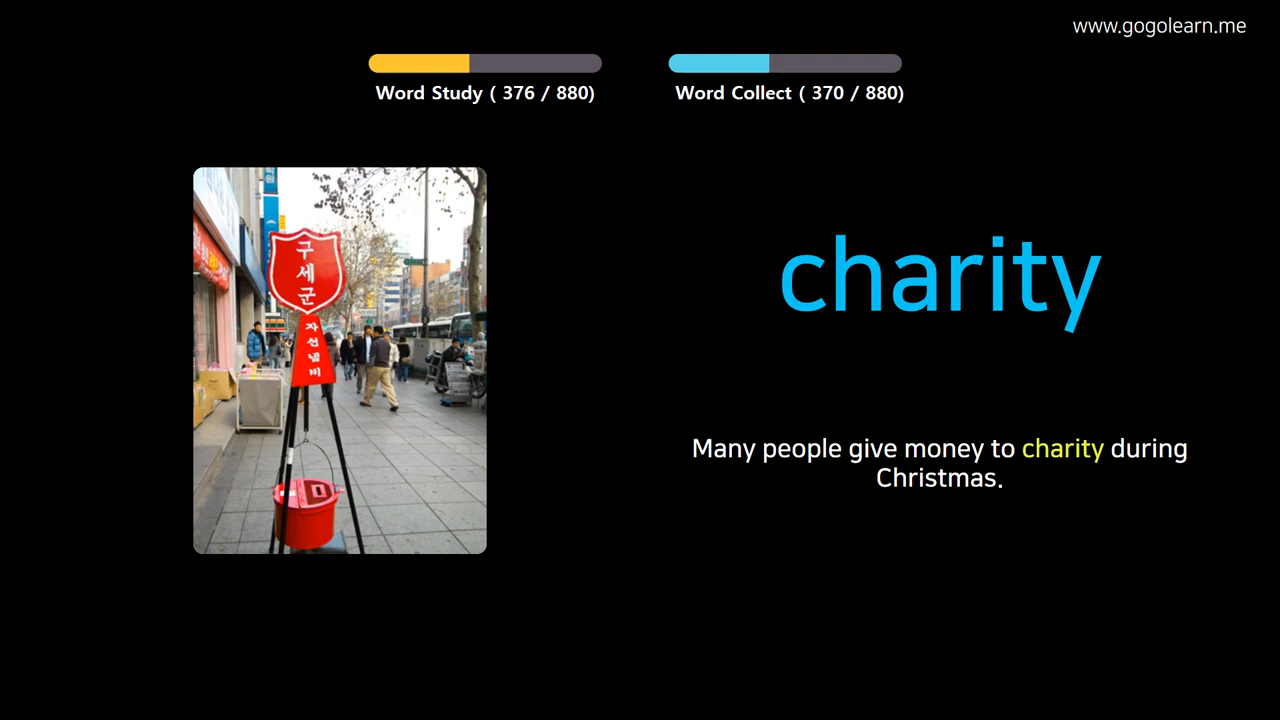 www.gogolearn.me
Word Study ( 376 / 880)
Word Collect ( 370 / 880)
구
세
군
자
선
냄
비
charity
Many people give money to charity during
Christmas.